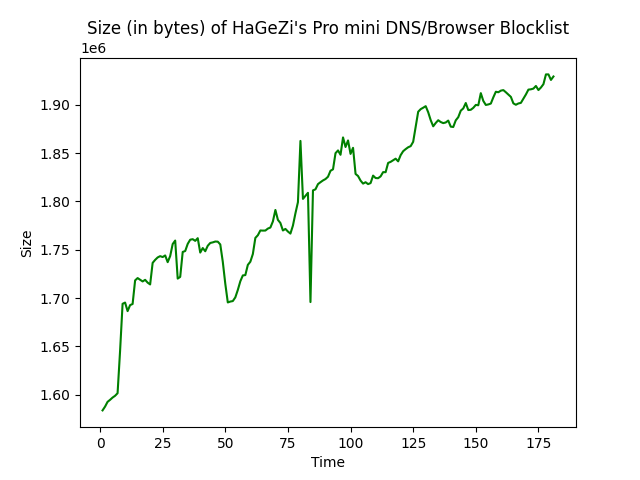 Size (in bytes) of HaGeZi's Pro mini DNS/Browser Blocklist
1e6
1.90
1.85
1.80
1.75
1.70
1.65
1.60
Size
0 25 50 75 100 125 150 175
Time